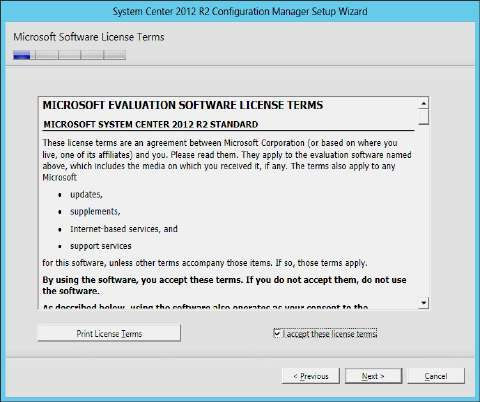 System Center 2012 R2 Configuration Manager Setup Wizard
Microsoft Software License Terms
MICROSOFT EVALUATION SOFTWARE LICENSE TERMS
MICROSOFT SYSTEM CENTER 2012 R2 STANDARD
These license terms are an agreement between Microsoft Corporation (or based on where you
live, one of its affiliates) and you. Please read them. They apply to the evaluation software named
above, which includes the media on which you received it, if any. The terms also apply to any
Microsoft
• updates,
• supplements,
• Internet-based services, and
• support services
for this software, unless other terms accompany those items. If so, those terms apply.
By using the software, you accept these terms. If you do not accept them, do not use
the software.
As described below, using the software also operates as your consent to the
Print License Terms
I accept these license terms
< Previous
Next >
Cancel